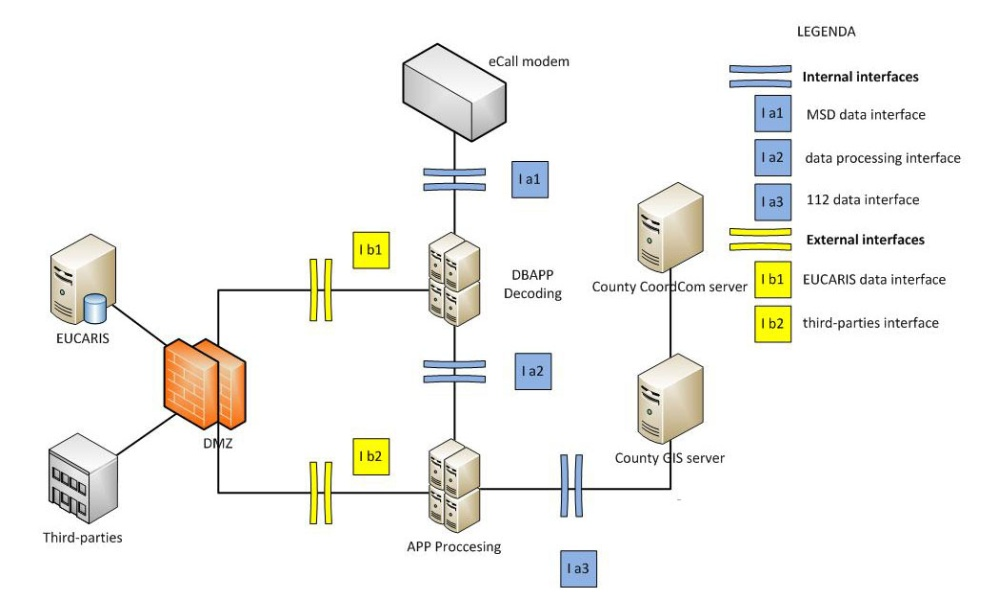 LEGENDA
eCall modem
Internal interfaces
I a1
MSD data interface
I a2
data processing interface
I a3
112 data interface
External interfaces
I b1
EUCARIS data interface
I b2
third-parties interface
I a1
I b1
DBAPP
Decoding
County CoordCom server
EUCARIS
I a2
DMZ
I b2
County GIS server
Third-parties
APP Proccesing
I a3